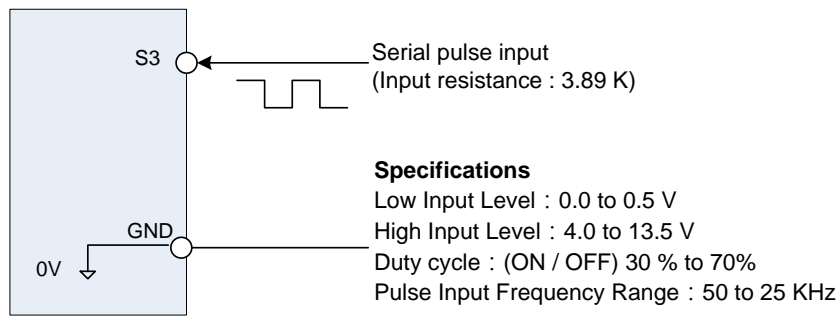 S3
Serial pulse input
(Input resistance : 3.89 K)
Specifications
Low Input Level：0.0 to 0.5 V
High Input Level：4.0 to 13.5 V
Duty cycle：(ON / OFF) 30 % to 70%
Pulse Input Frequency Range：50 to 25 KHz
GND
0V